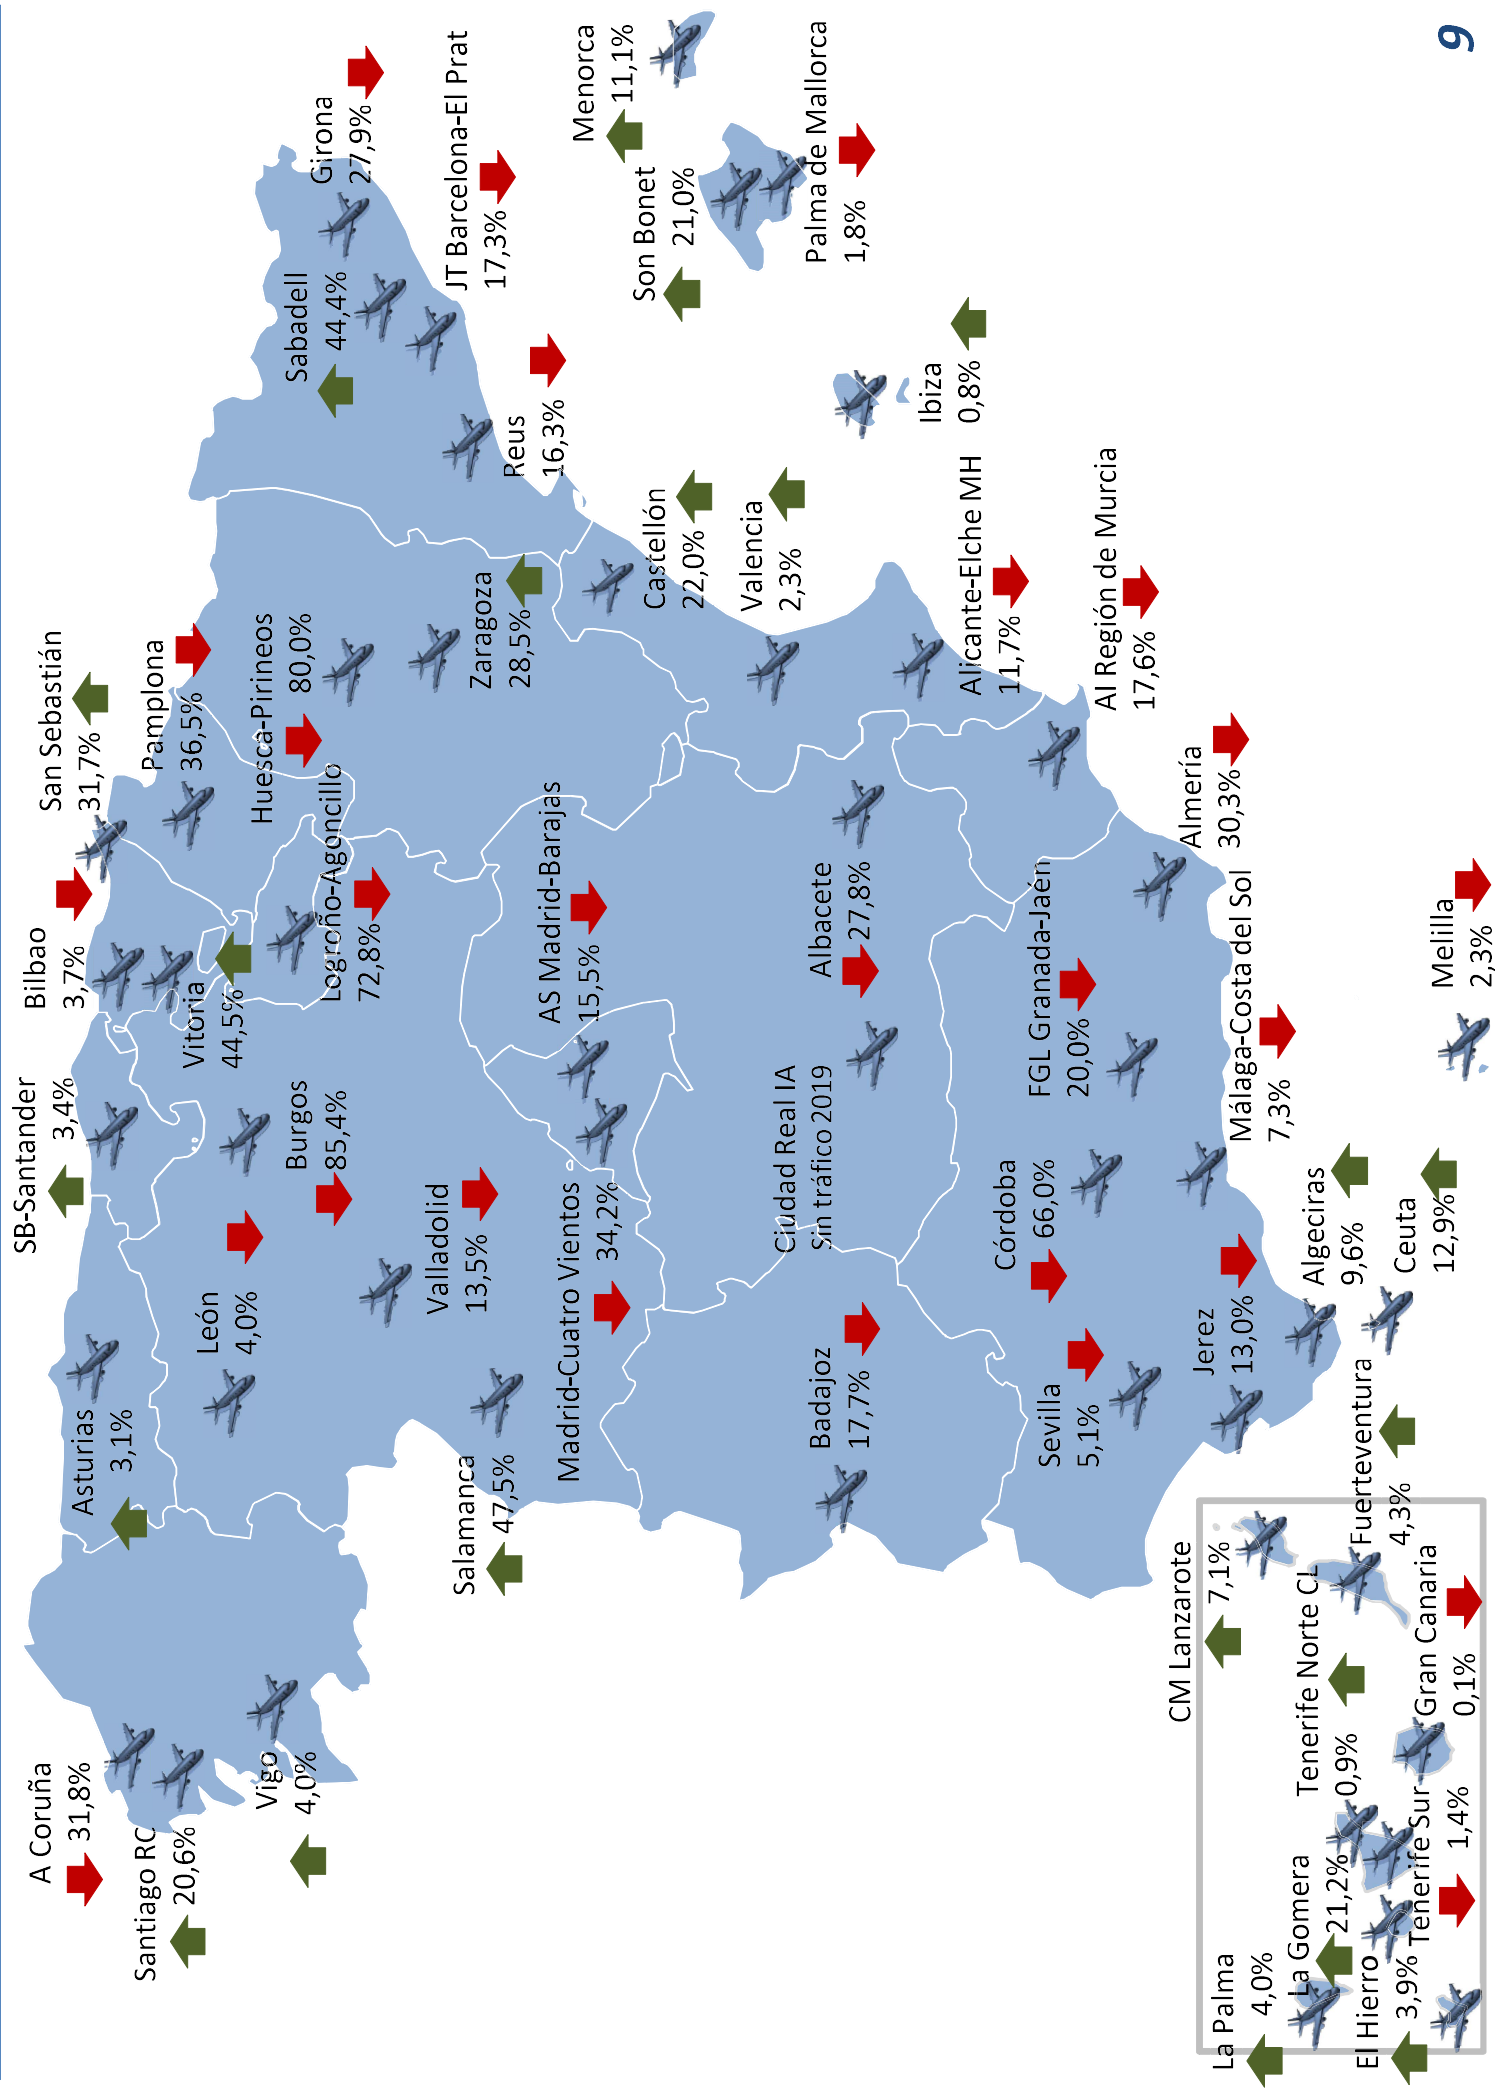 A Coruña
31,8%
Santiago RC
20,6%
Vigo
4,0%
Asturias
3,1%
SB-Santander
3,4%
Bilbao
3,7%
San Sebastián
31,7%
Vitoria
44,5%
Pamplona
36,5%
Huesca-Pirineos
80,0%
Logroño-Agoncillo
72,8%
León
4,0%
Burgos
85,4%
Valladolid
13,5%
Salamanca
47,5%
Zaragoza
28,5%
Sabadell
44,4%
Girona
27,9%
JT Barcelona-El Prat
17,3%
Reus
16,3%
Menorca
11,1%
Son Bonet
21,0%
Palma de Mallorca
1,8%
Ibiza
0,8%
Castellón
22,0%
Valencia
2,3%
Alicante-Elche MH
11,7%
AI Región de Murcia
17,6%
AS Madrid-Barajas
15,5%
Madrid-Cuatro Vientos
34,2%
Ciudad Real IA
Sin tráfico 2019
Albacete
27,8%
Badajoz
17,7%
Córdoba
66,0%
Sevilla
5,1%
Jerez
13,0%
FGL Granada-Jaén
20,0%
Almería
30,3%
Málaga-Costa del Sol
7,3%
Algeciras
9,6%
Ceuta
12,9%
Melilla
2,3%
CM Lanzarote
7,1%
Fuerteventura
4,3%
Tenerife Norte CL
0,9%
Gran Canaria
0,1%
Tenerife Sur
1,4%
La Gomera
21,2%
La Palma
4,0%
El Hierro
3,9%
9